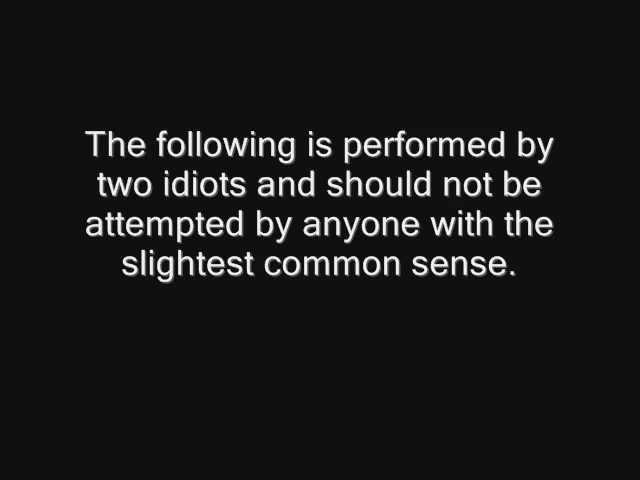 The following is performed by
two idiots and should not be
attempted by anyone with the
slightest common sense.